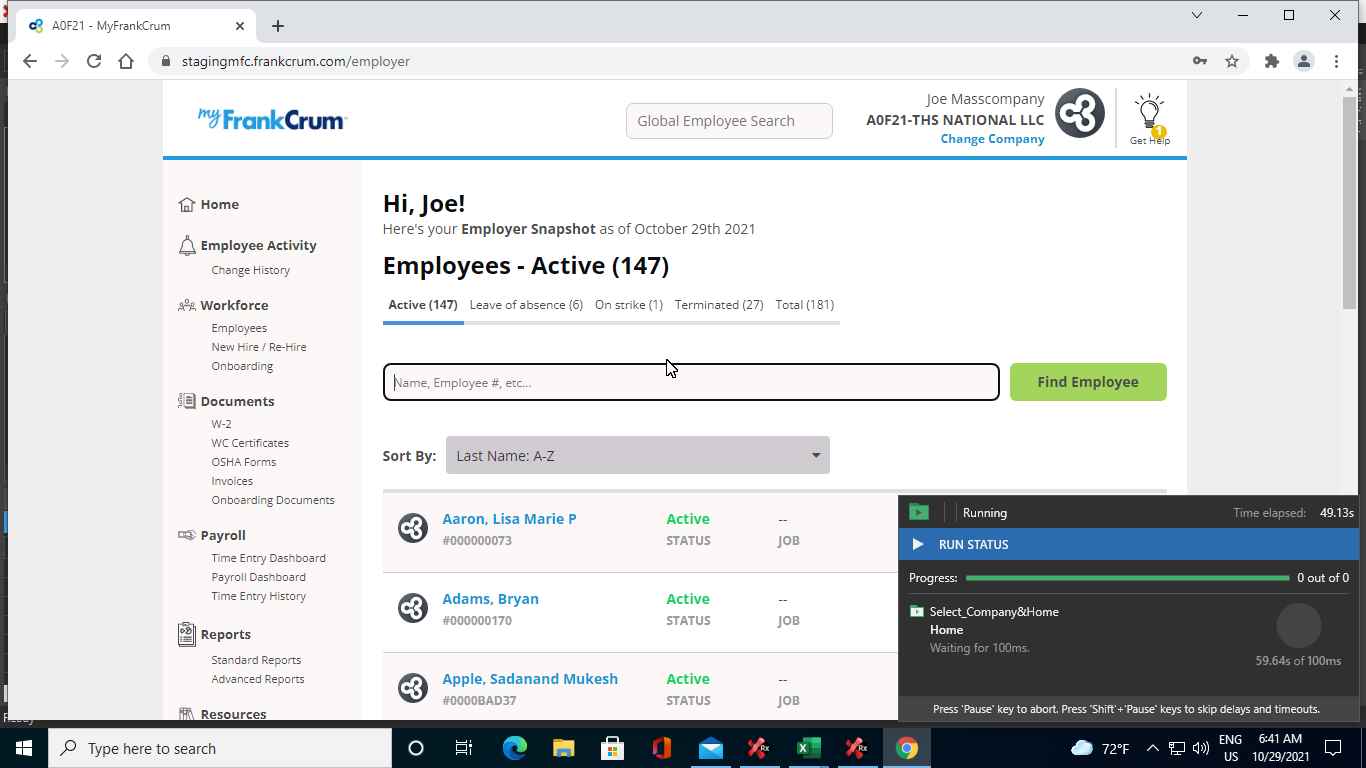 A0F21 - MyFrankCrum
stagingmfc.frankcrum.com/employer
my FrankCrum
Global Employee Search
Joe Masscompany
A0F21-THS NATIONAL LLC
Change Company
1
Get Help
Home
Employee Activity
Change History
Workforce
Employees
New Hire / Re-Hire
Onboarding
Documents
W-2
WC Certificates
OSHA Forms
Invoices
Onboarding Documents
Payroll
Time Entry Dashboard
Payroll Dashboard
Time Entry History
Reports
Standard Reports
Advanced Reports
Resources
Hi, Joe!
Here's your Employer Snapshot as of October 29th 2021
Employees - Active (147)
Active (147) Leave of absence (6) On strike (1) Terminated (27) Total (181)
Name, Employee #, etc...
Find Employee
Sort By: Last Name: A-Z
Aaron, Lisa Marie P Active --
#000000073 STATUS JOB
Adams, Bryan Active --
#000000170 STATUS JOB
Apple, Sadanand Mukesh Active --
#0000BAD37 STATUS JOB
Running Time elapsed: 49.13s
RUN STATUS
Progress: 0 out of 0
Select_Company&Home
Home
Waiting for 100ms.
59.64s of 100ms
Press 'Pause' key to abort. Press 'Shift'+'Pause' keys to skip delays and timeouts.
Type here to search
Rx
Rx
72°F
ENG
US
6:41 AM
10/29/2021